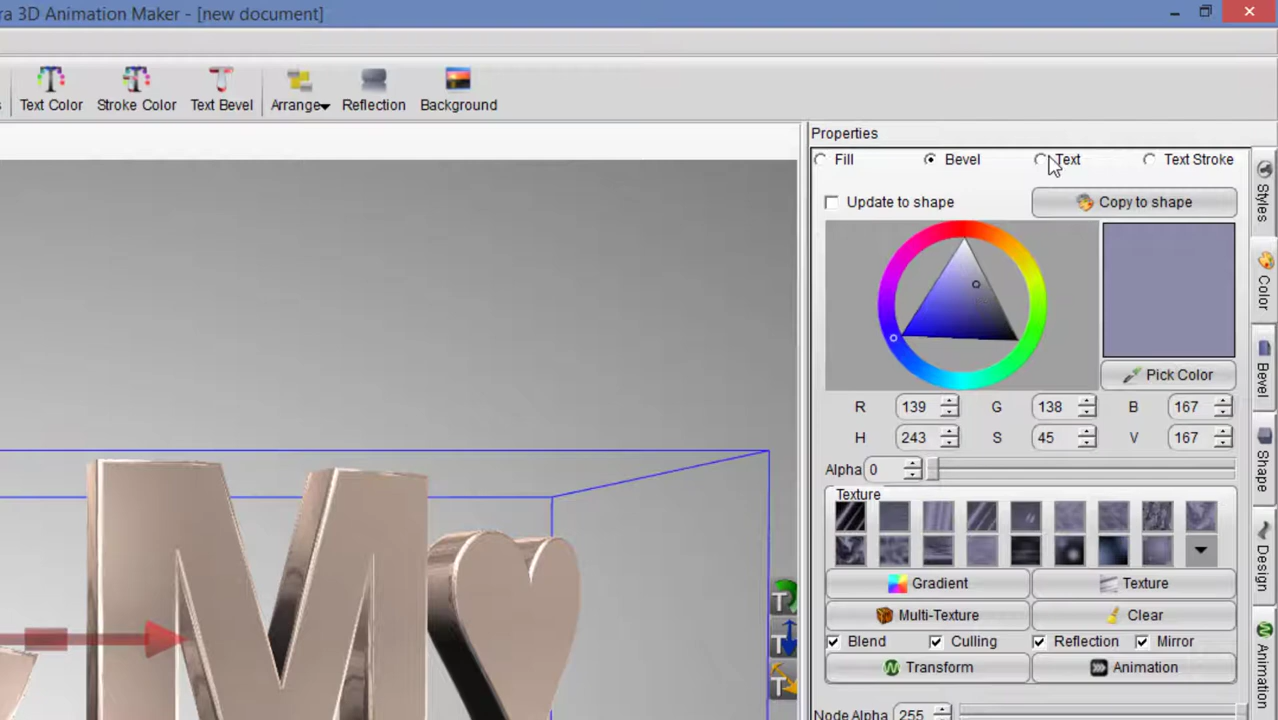 ra 3D Animation Maker - [new document]
Text Color Stroke Color Text Bevel Arrange Reflection Background
Properties
Fill Bevel Text Text Stroke
Update to shape Copy to shape
Pick Color
R 139 G 138 B 167
H 243 S 45 V 167
Alpha 0
Texture
Gradient Texture
Multi-Texture Clear
Blend Culling Reflection Mirror
Transform Animation
Node Alpha 255
Styles
Color
Bevel
Shape
Design
Animation
M
T
T
T